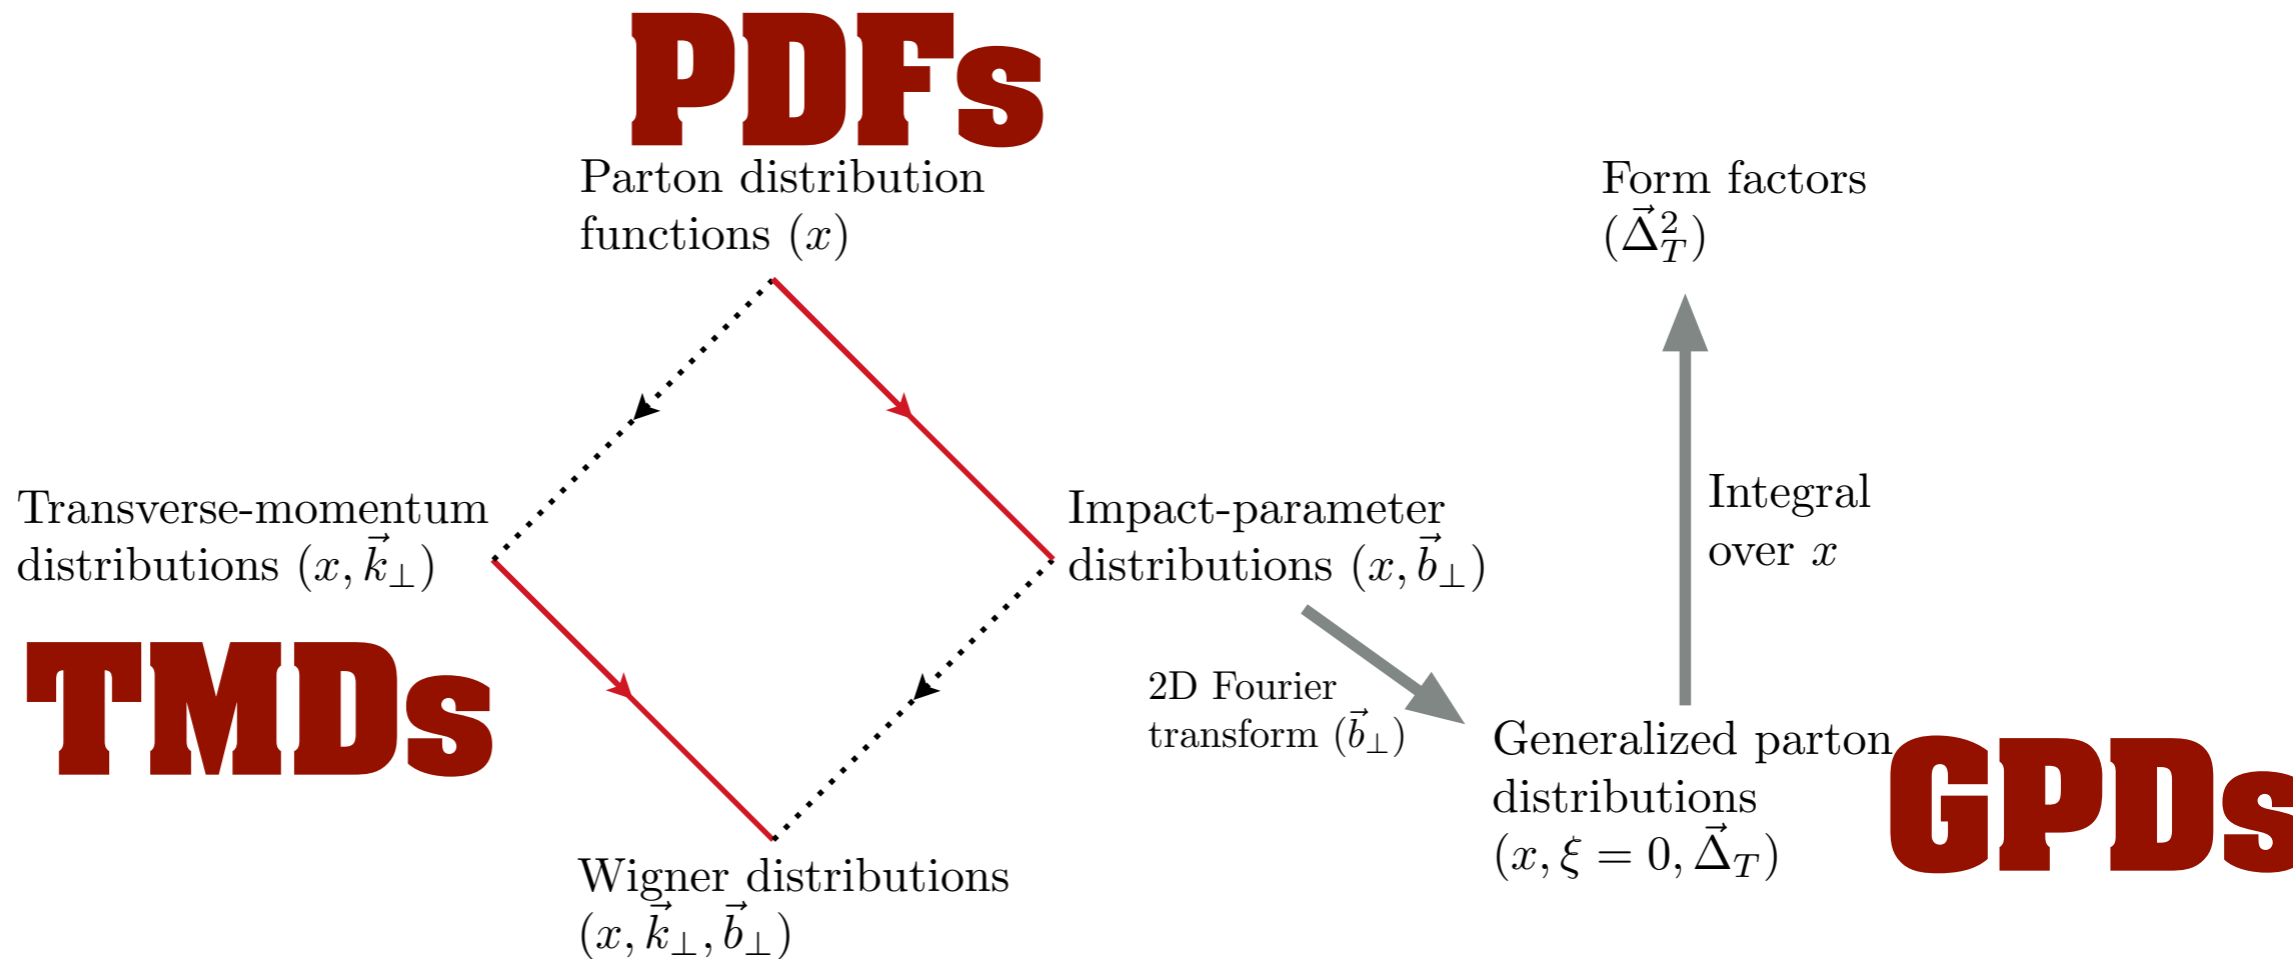 PDFs
Parton distribution
functions (x)
Form factors
(Δ⃗²_T)
Transverse-momentum
distributions (x, k⃗_⊥)
Impact-parameter
distributions (x, b⃗_⊥)
Integral
over x
TMDs
2D Fourier
transform (b⃗_⊥)
Generalized parton
distributions
(x, ξ = 0, Δ⃗_T)
GPDs
Wigner distributions
(x, k⃗_⊥, b⃗_⊥)